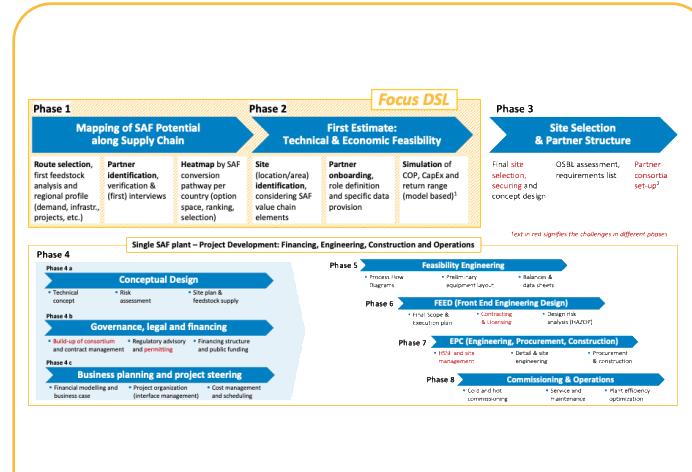 Focus DSL
Phase 1
Phase 2
Phase 3
Mapping of SAF Potential
along Supply Chain
First Estimate:
Technical & Economic Feasibility
Site Selection
& Partner Structure
Route selection,
first feedstock
analysis and
regional profile
(demand, infrastr.,
projects, etc.)
Partner
identification,
verification &
(first) interviews
Heatmap by SAF
conversion
pathway per
country (option
space, ranking,
selection)
Site
(location/area)
identification,
considering SAF
value chain
elements
Partner
onboarding,
role definition
and specific data
provision
Simulation of
COP, CapEx and
return range
(model based)¹
Final site
selection,
securing and
concept design
OSBL assessment,
requirements list
Partner
consortia
set-up²
Text in red signifies the challenges in different phases
Single SAF plant – Project Development: Financing, Engineering, Construction and Operations
Phase 4
Phase 4 a
Conceptual Design
• Technical
concept
• Risk
assessment
• Site plan &
feedstock supply
Phase 4 b
Governance, legal and financing
• Build-up of consortium
and contract management
• Regulatory advisory
and permitting
• Financing structure
and public funding
Phase 4 c
Business planning and project steering
• Financial modelling and
business case
• Project organization
(interface management)
• Cost management
and scheduling
Phase 5
Feasibility Engineering
• Process Flow
Diagrams
• Preliminary
equipment layout
• Balances &
data sheets
Phase 6
FEED (Front End Engineering Design)
• Final Scope &
Execution plan
• Contracting
& Licensing
• Design risk
analysis (HAZOP)
Phase 7
EPC (Engineering, Procurement, Construction)
and site
management
• Detail & site
engineering
• Procurement
& construction
Phase 8
Commissioning & Operations
• Cold and hot
commissioning
• Service and
maintenance
• Plant efficiency
optimization